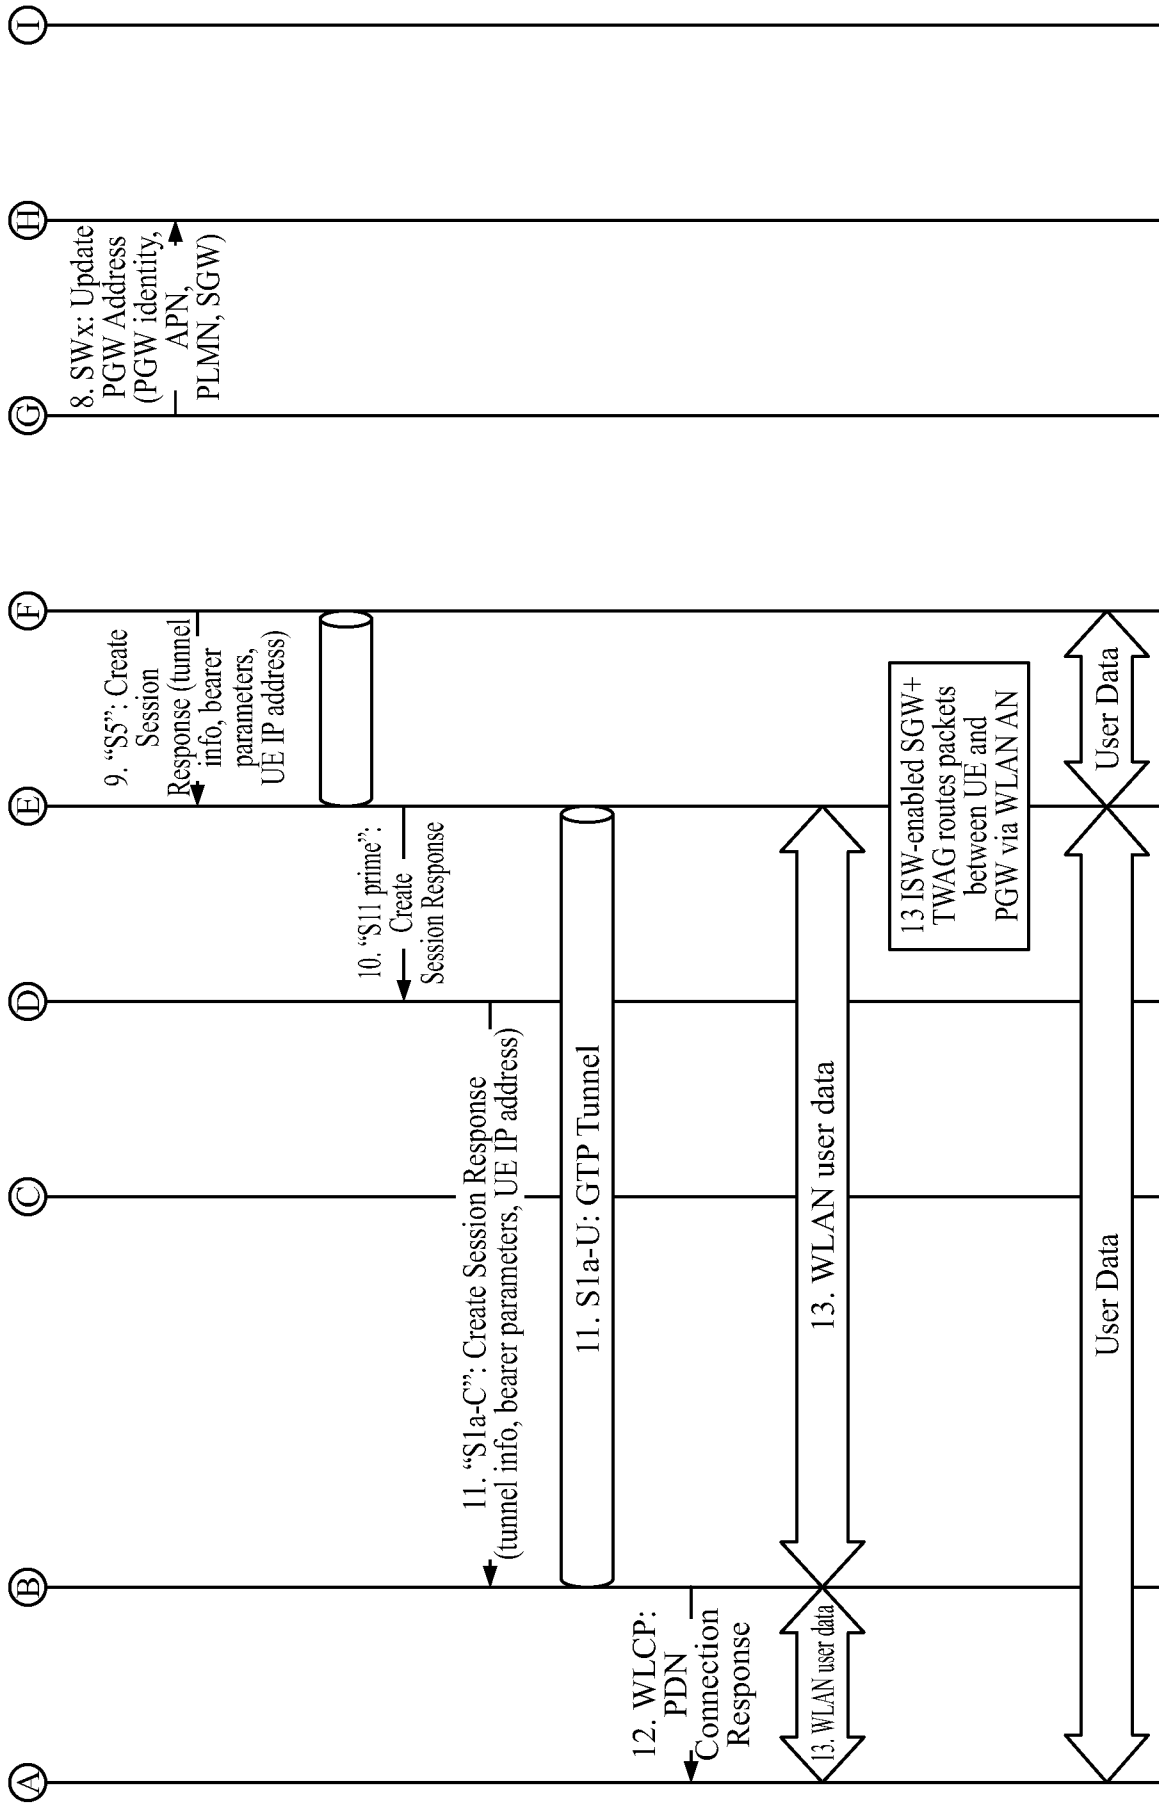 A
B
C
D
E
F
G
H
I
8. SWx: Update
PGW Address
(PGW identity,
APN,
PLMN, SGW)
9. “S5”: Create
Session
Response (tunnel
info, bearer
parameters,
UE IP address)
10. “S11 prime”:
Create
Session Response
11. “S1a-C”: Create Session Response
(tunnel info, bearer parameters, UE IP address)
11. S1a-U: GTP Tunnel
12. WLCP:
PDN
Connection
Response
13. WLAN user data
13. WLAN user data
13 ISW-enabled SGW+
TWAG routes packets
between UE and
PGW via WLAN AN
User Data
User Data